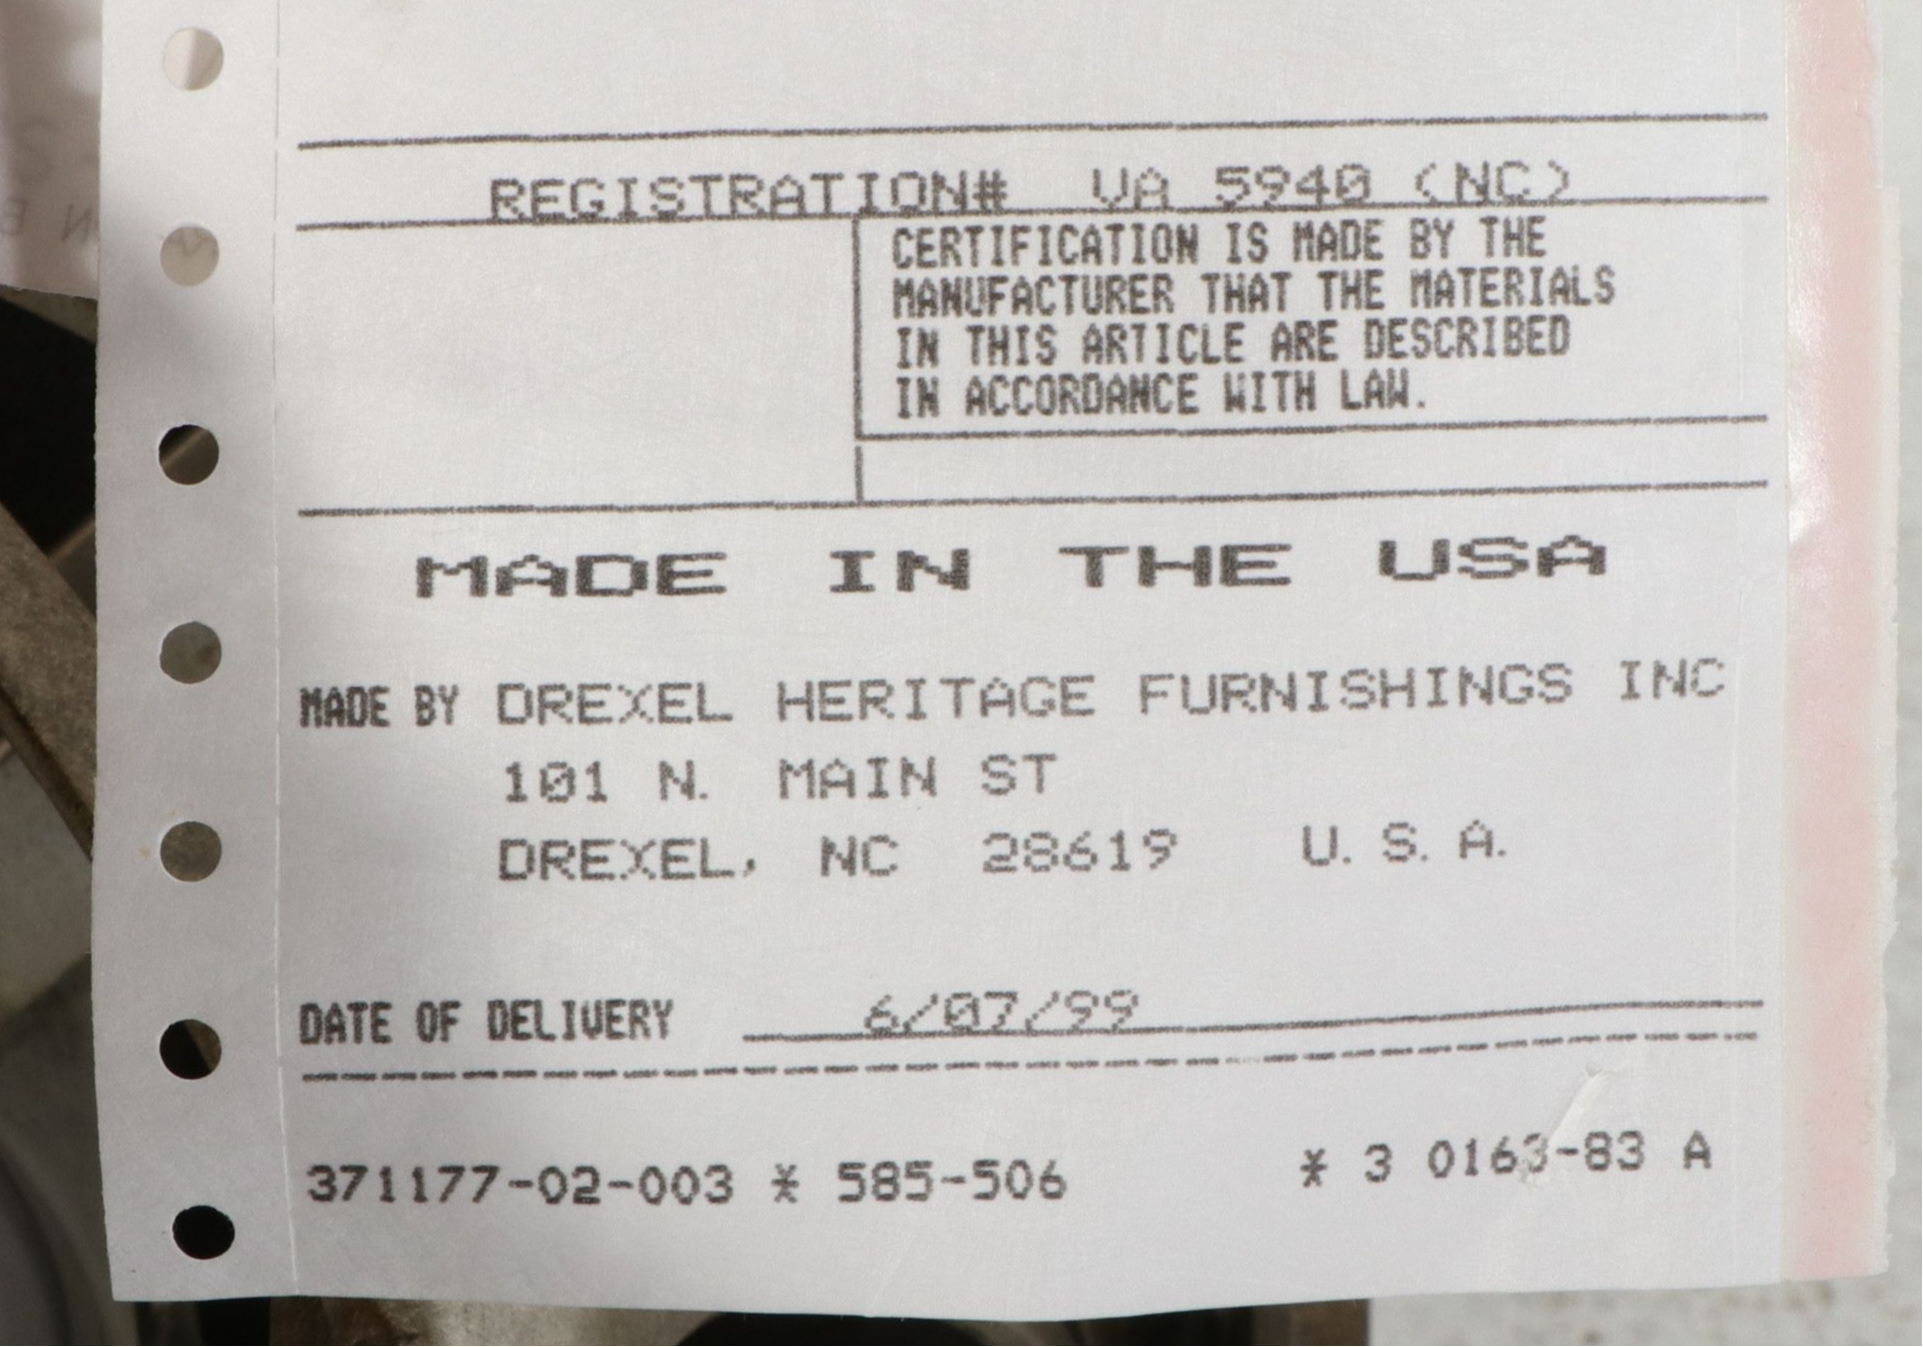 REGISTRATION# VA 5940 (NC)
CERTIFICATION IS MADE BY THE
MANUFACTURER THAT THE MATERIALS
IN THIS ARTICLE ARE DESCRIBED
IN ACCORDANCE WITH LAW.
MADE IN THE USA
MADE BY DREXEL HERITAGE FURNISHINGS INC
101 N. MAIN ST
DREXEL, NC 28619 U.S.A.
DATE OF DELIVERY 6/07/99
371177-02-003 * 585-506 * 3 0163-83 A